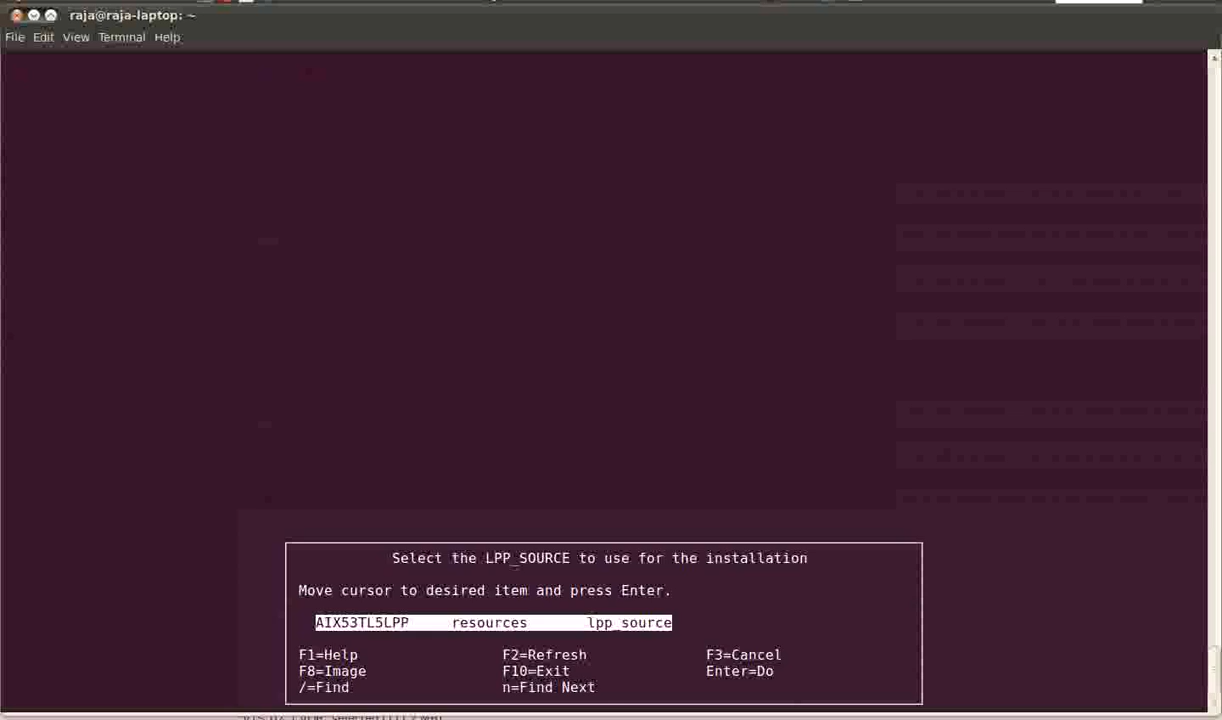 raja@raja-laptop: ~
File Edit View Terminal Help
Select the LPP_SOURCE to use for the installation
Move cursor to desired item and press Enter.
AIX53TL5LPP resources lpp_source
F1=Help F2=Refresh F3=Cancel
F8=Image F10=Exit Enter=Do
/=Find n=Find Next